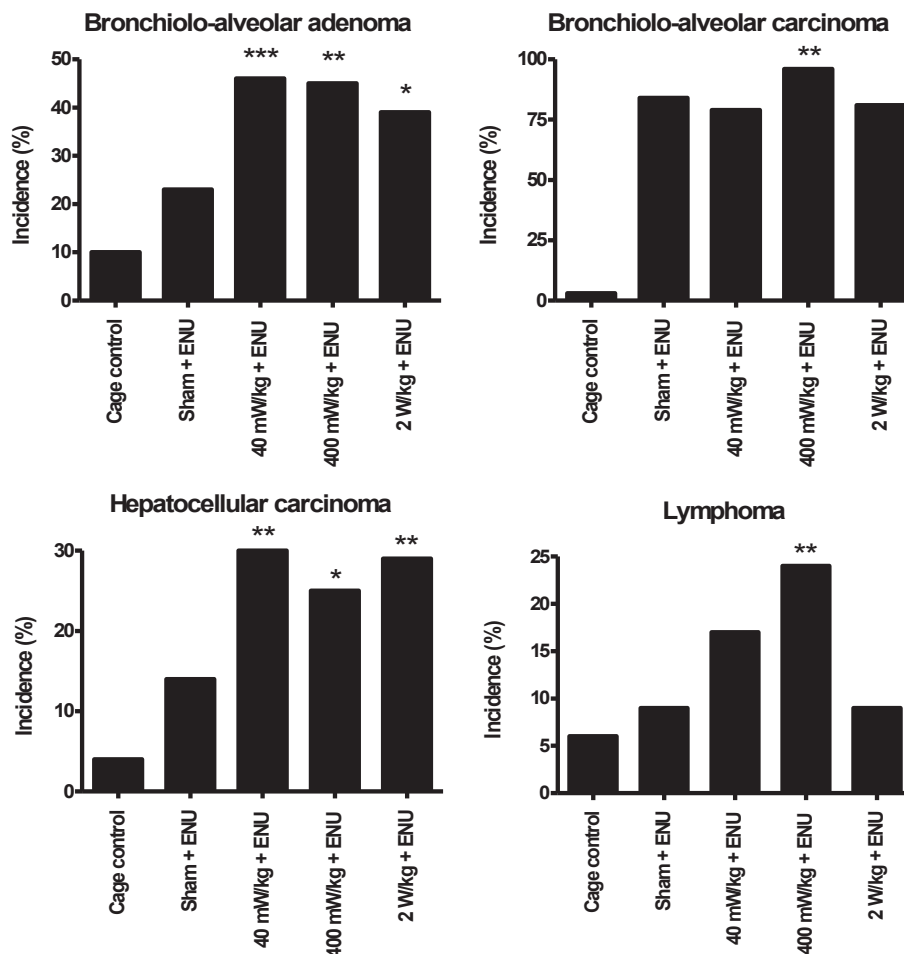 Bronchiolo-alveolar adenoma
*** ** *
Incidence (%)
50
40
30
20
10
0
Cage control
Sham + ENU
40 mW/kg + ENU
400 mW/kg + ENU
2 W/kg + ENU
Bronchiolo-alveolar carcinoma
**
Incidence (%)
100
75
50
25
0
Cage control
Sham + ENU
40 mW/kg + ENU
400 mW/kg + ENU
2 W/kg + ENU
Hepatocellular carcinoma
** * **
Incidence (%)
30
20
10
0
Cage control
Sham + ENU
40 mW/kg + ENU
400 mW/kg + ENU
2 W/kg + ENU
Lymphoma
**
Incidence (%)
25
20
15
10
5
0
Cage control
Sham + ENU
40 mW/kg + ENU
400 mW/kg + ENU
2 W/kg + ENU